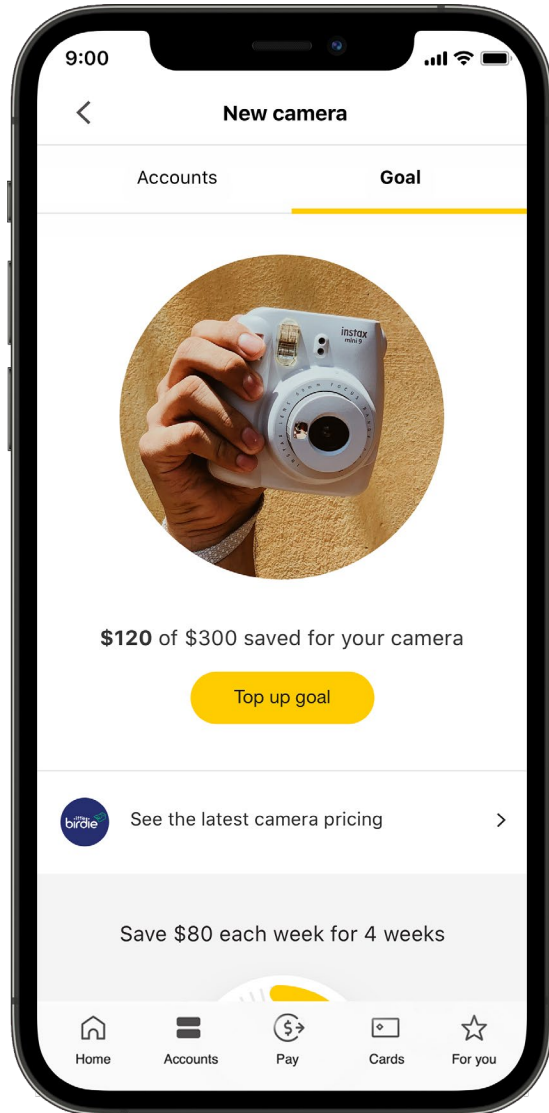 9:00
New camera
Accounts
Goal
instax
mini 9
$120 of $300 saved for your camera
Top up goal
little
birdie
See the latest camera pricing
Save $80 each week for 4 weeks
Home
Accounts
Pay
Cards
For you